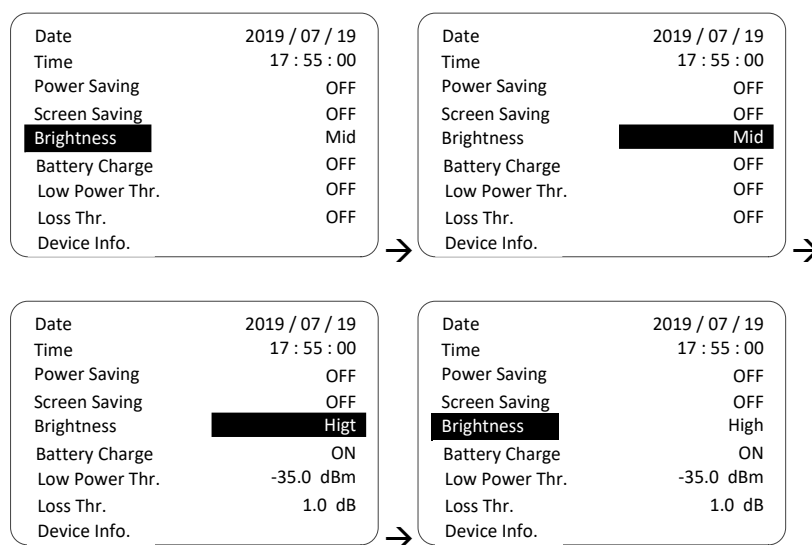 Date 2019 / 07 / 19
Time 17 : 55 : 00
Power Saving OFF
Screen Saving OFF
Brightness Mid
Battery Charge OFF
Low Power Thr. OFF
Loss Thr. OFF
Device Info.
→
Date 2019 / 07 / 19
Time 17 : 55 : 00
Power Saving OFF
Screen Saving OFF
Brightness Mid
Battery Charge OFF
Low Power Thr. OFF
Loss Thr. OFF
Device Info.
→
Date 2019 / 07 / 19
Time 17 : 55 : 00
Power Saving OFF
Screen Saving OFF
Brightness Higt
Battery Charge ON
Low Power Thr. -35.0 dBm
Loss Thr. 1.0 dB
Device Info.
→
Date 2019 / 07 / 19
Time 17 : 55 : 00
Power Saving OFF
Screen Saving OFF
Brightness High
Battery Charge ON
Low Power Thr. -35.0 dBm
Loss Thr. 1.0 dB
Device Info.